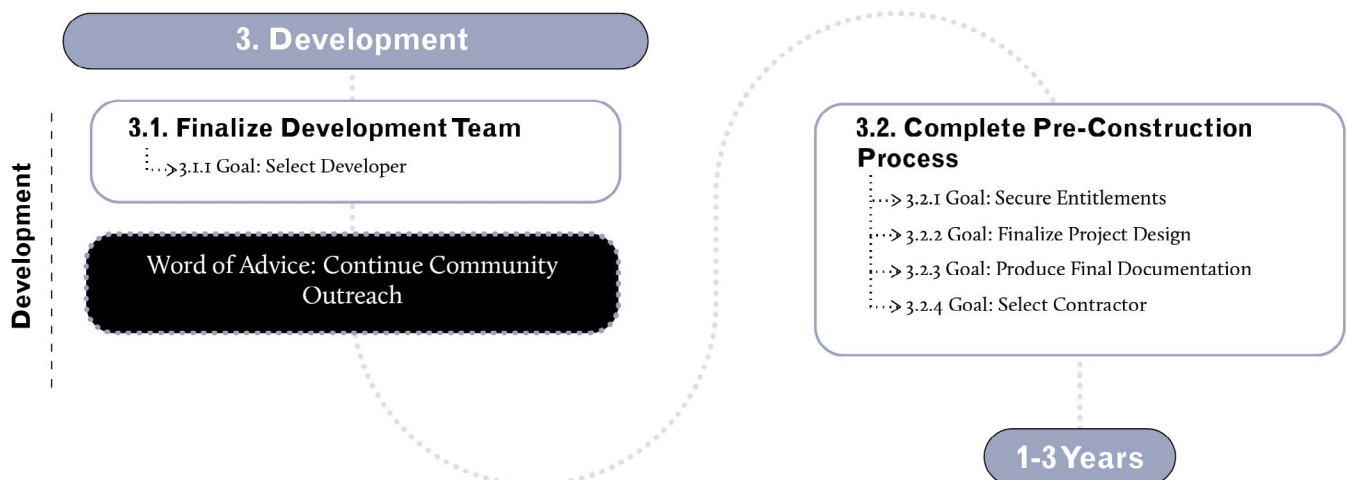 3. Development
Development
3.1. Finalize Development Team
3.1.1 Goal: Select Developer
Word of Advice: Continue Community
Outreach
3.2. Complete Pre-Construction
Process
3.2.1 Goal: Secure Entitlements
3.2.2 Goal: Finalize Project Design
3.2.3 Goal: Produce Final Documentation
3.2.4 Goal: Select Contractor
1-3 Years